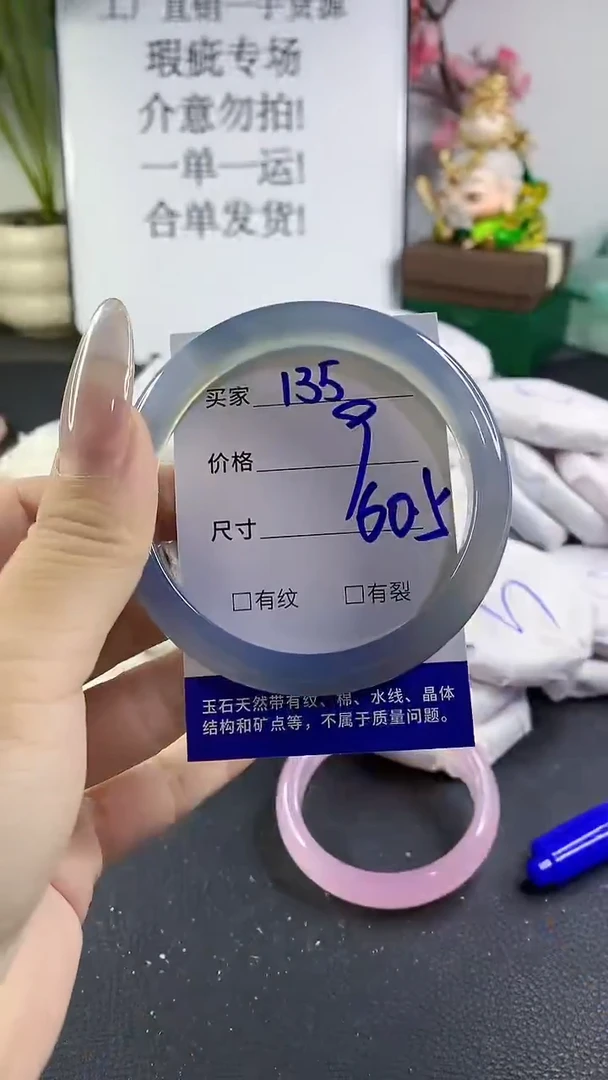 工厂直销一手货源
瑕疵专场
介意勿拍!
一单一运!
合单发货!
买家 135
价格 9
尺寸 605
□有纹 □有裂
玉石天然带有纹、棉、水线、晶体
结构和矿点等，不属于质量问题。